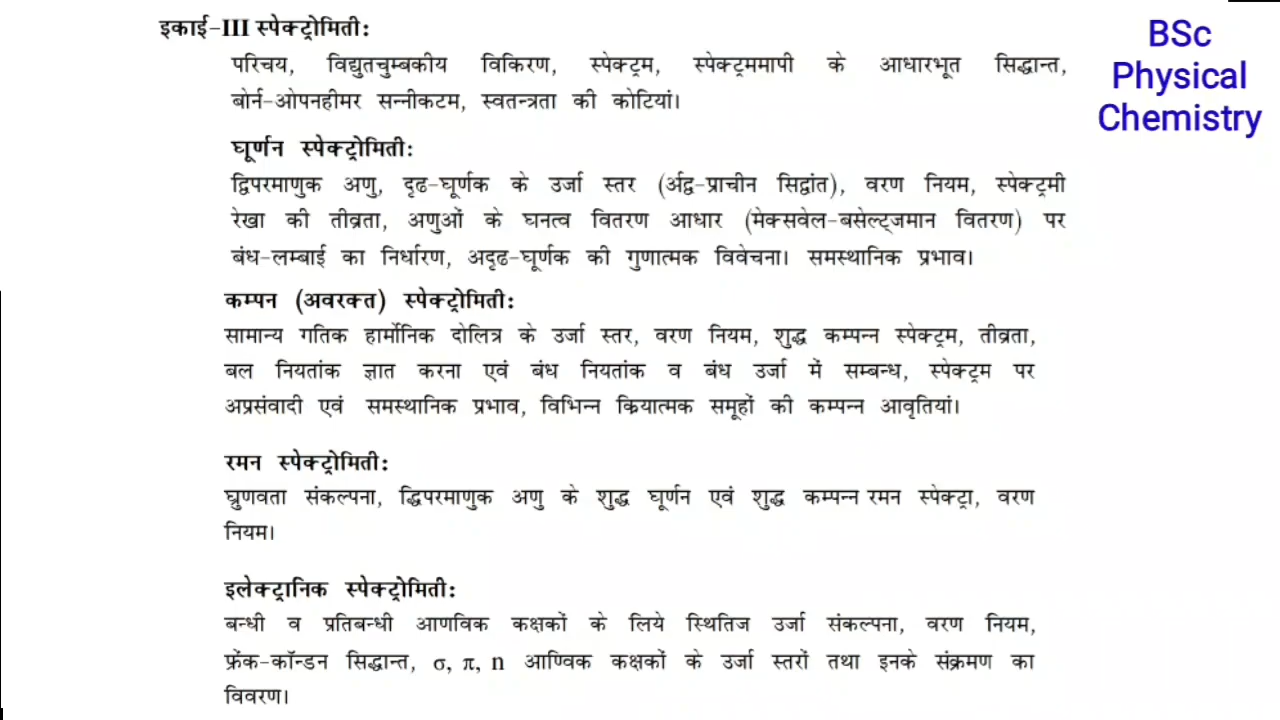 इकाई-III स्पेक्ट्रोमिती:
परिचय, विद्युतचुम्बकीय विकिरण, स्पेक्ट्रम, स्पेक्ट्रममापी के आधारभूत सिद्धान्त,
बोर्न-ओपनहीमर सन्नीकटम, स्वतन्त्रता की कोटियां।
घूर्णन स्पेक्ट्रोमिती:
द्विपरमाणुक अणु, दृढ-घूर्णक के उर्जा स्तर (र्अद्व-प्राचीन सिद्वांत), वरण नियम, स्पेक्ट्रमी
रेखा की तीव्रता, अणुओं के घनत्व वितरण आधार (मेक्सवेल-बसेल्ट्जमान वितरण) पर
बंध-लम्बाई का निर्धारण, अदृढ-घूर्णक की गुणात्मक विवेचना। समस्थानिक प्रभाव।
कम्पन (अवरक्त) स्पेक्ट्रोमिती:
सामान्य गतिक हार्मोनिक दोलित्र के उर्जा स्तर, वरण नियम, शुद्ध कम्पन्न स्पेक्ट्रम, तीव्रता,
बल नियतांक ज्ञात करना एवं बंध नियतांक व बंध उर्जा में सम्बन्ध, स्पेक्ट्रम पर
अप्रसंवादी एवं समस्थानिक प्रभाव, विभिन्न क्रियात्मक समूहों की कम्पन्न आवृतियां।
रमन स्पेक्ट्रोमिती:
घ्रुणवता संकल्पना, द्धिपरमाणुक अणु के शुद्ध घूर्णन एवं शुद्ध कम्पन्न रमन स्पेक्ट्रा, वरण
नियम।
इलेक्ट्रानिक स्पेक्ट्रोमिती:
बन्धी व प्रतिबन्धी आणविक कक्षकों के लिये स्थितिज उर्जा संकल्पना, वरण नियम,
फ्रेंक-कॉन्डन सिद्धान्त, σ, π, n आण्विक कक्षकों के उर्जा स्तरों तथा इनके संक्रमण का
विवरण।
BSc
Physical
Chemistry